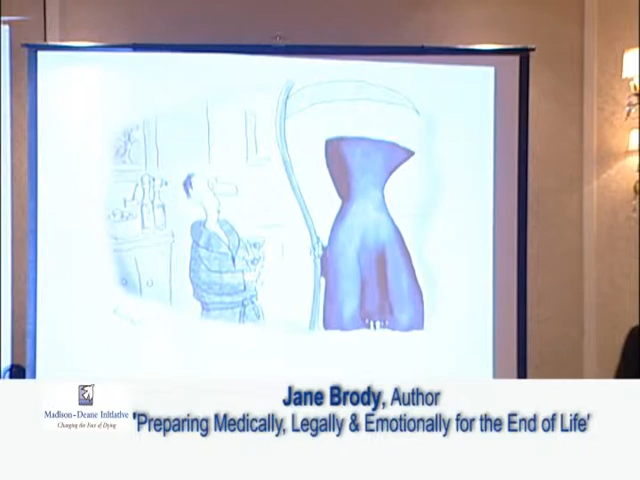 Jane Brody, Author
Madison-Deane Initiative
Changing the Face of Dying
'Preparing Medically, Legally & Emotionally for the End of Life'